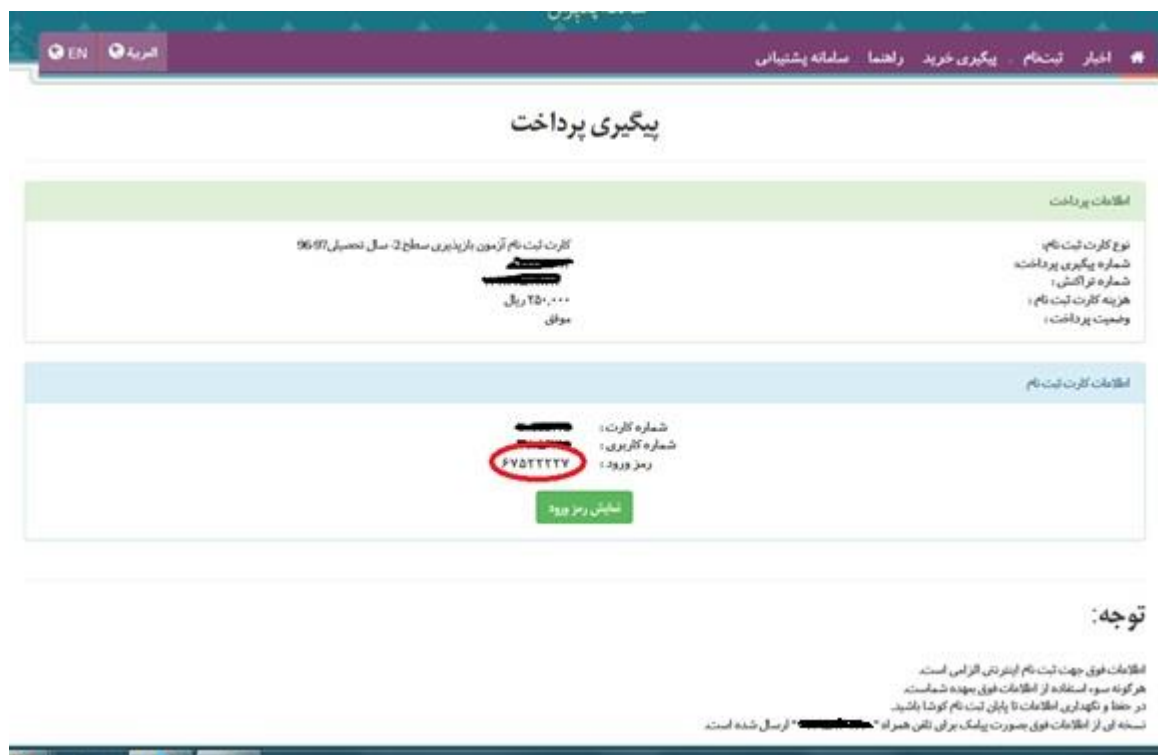 اخبار ثبت‌نام پیگیری خرید راهنما سامانه پشتیبانی العربیة EN
پیگیری پرداخت
اطلاعات پرداخت
نوع کارت ثبت نام: کارت ثبت نام آزمون بازپذیری سطح 2- سال تحصیلی 96-97
شماره پیگیری پرداخت:
شماره تراکنش :
هزینه کارت ثبت نام : ۲۵۰,۰۰۰ ریال
وضعیت پرداخت : موفق
اطلاعات کارت ثبت نام
شماره کارت :
شماره کاربری :
رمز ورود : ۶۷۵۲۲۲۲۷
نمایش رمز ورود
توجه:
اطلاعات فوق جهت ثبت نام اینترنتی الزامی است.
هرگونه سوء استفاده از اطلاعات فوق بعهده شماست.
در حفظ و نگهداری اطلاعات تا پایان ثبت نام کوشا باشید.
نسخه ای از اطلاعات فوق بصورت پیامک برای تلفن همراه " " ارسال شده است.